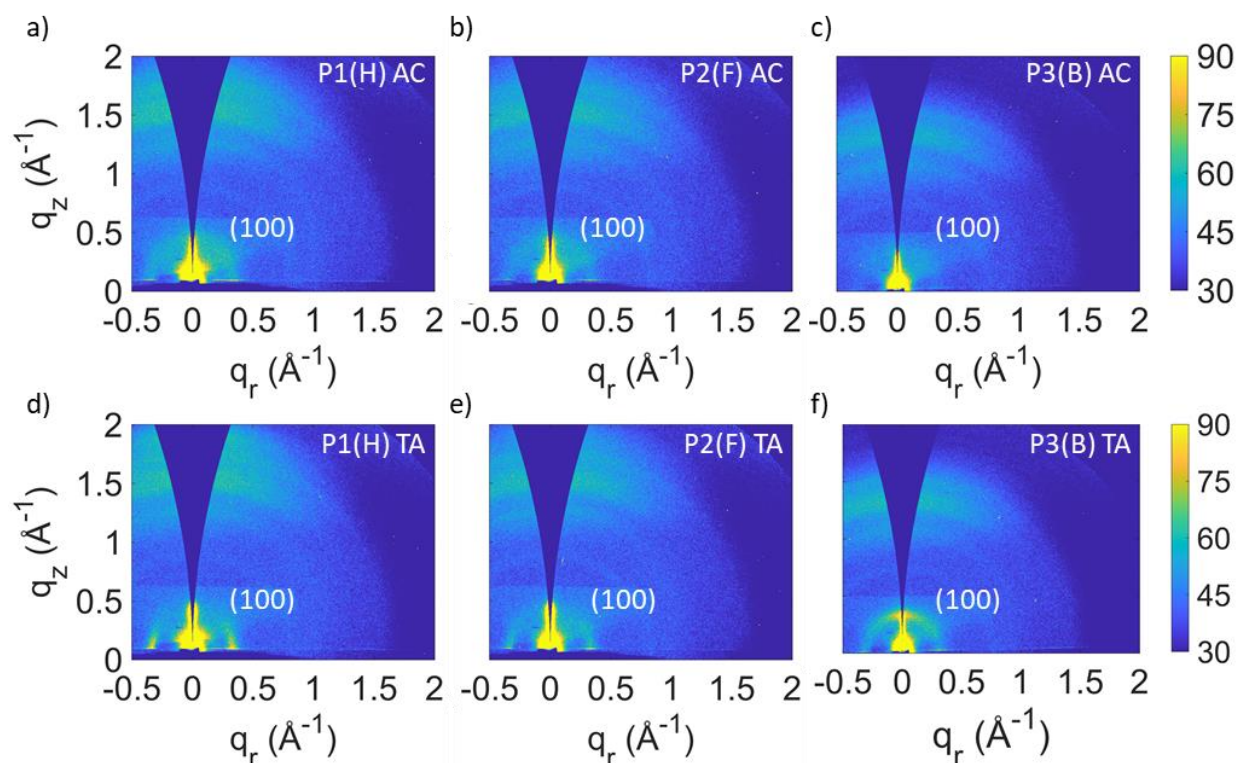 a)
b)
c)
P1(H) AC
P2(F) AC
P3(B) AC
(100)
(100)
(100)
2
1.5
1
0.5
0
q_z (Å^-1)
-0.5 0 0.5 1 1.5 2
-0.5 0 0.5 1 1.5 2
-0.5 0 0.5 1 1.5 2
q_r (Å^-1)
q_r (Å^-1)
q_r (Å^-1)
90
75
60
45
30
d)
e)
f)
P1(H) TA
P2(F) TA
P3(B) TA
(100)
(100)
(100)
2
1.5
1
0.5
0
q_z (Å^-1)
-0.5 0 0.5 1 1.5 2
-0.5 0 0.5 1 1.5 2
-0.5 0 0.5 1 1.5 2
q_r (Å^-1)
q_r (Å^-1)
q_r (Å^-1)
90
75
60
45
30